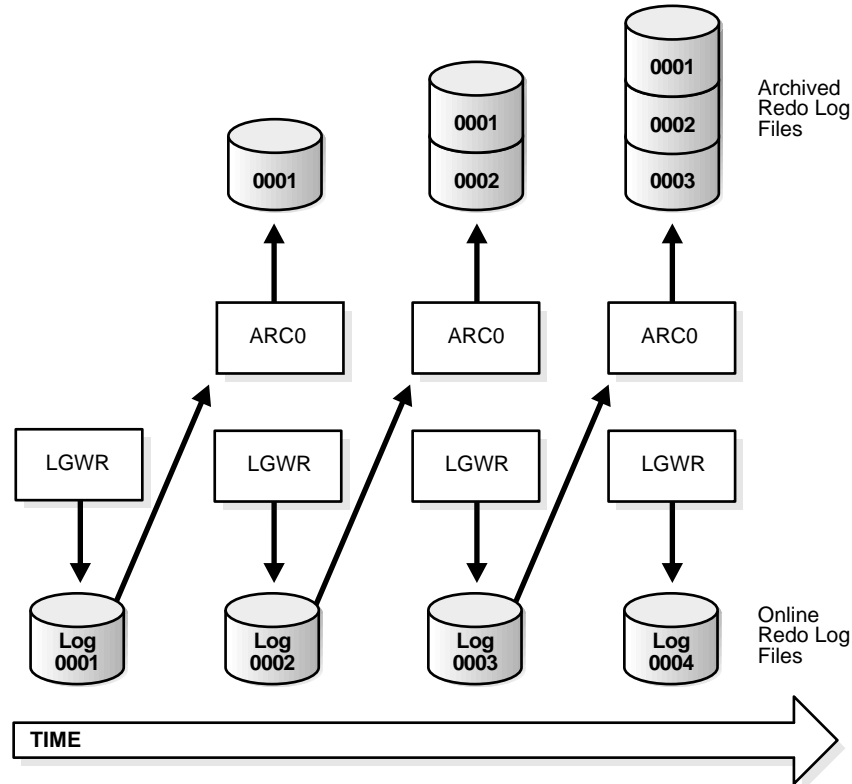 0001
0001
0002
0001
0002
0003
Archived
Redo Log
Files
ARC0
ARC0
ARC0
LGWR
LGWR
LGWR
LGWR
Log
0001
Log
0002
Log
0003
Log
0004
Online
Redo Log
Files
TIME